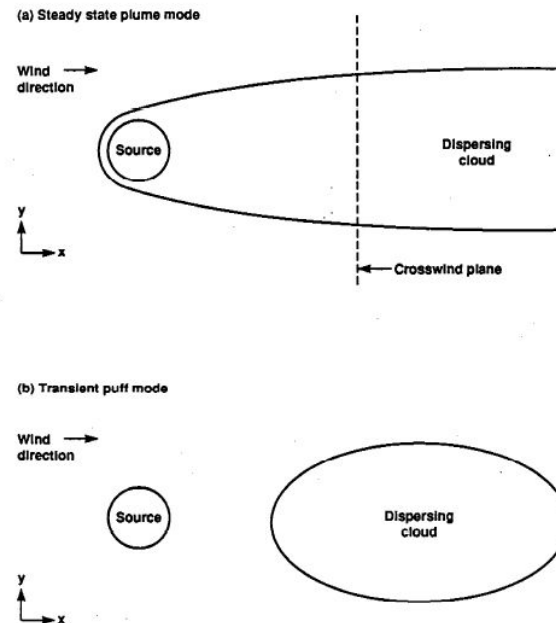 (a) Steady state plume mode
Wind
direction
Source
Dispersing
cloud
y
x
Crosswind plane
(b) Transient puff mode
Wind
direction
Source
Dispersing
cloud
y
x